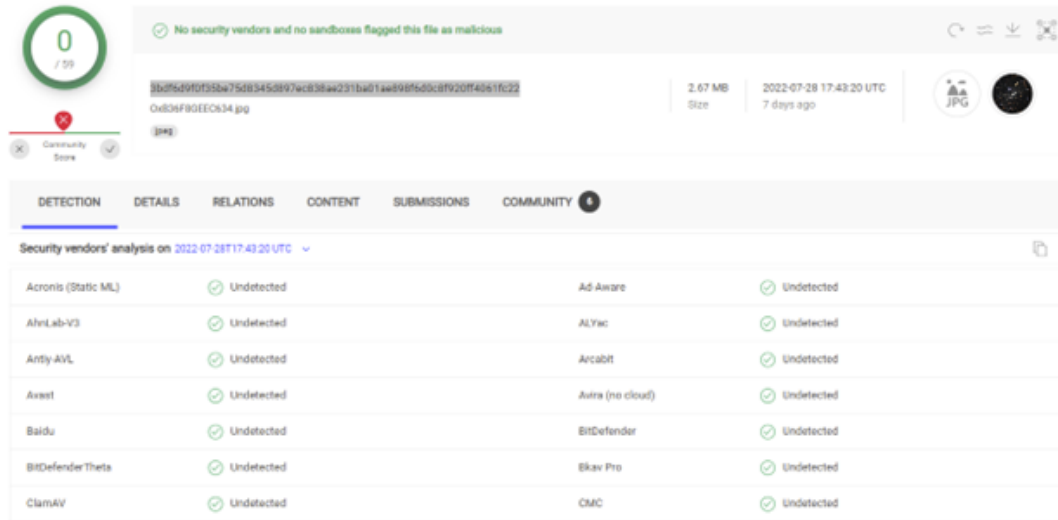 0
/ 59
No security vendors and no sandboxes flagged this file as malicious
0x836F8GEEC634.jpg
jpeg
2.67 MB
Size
2022-07-28 17:43:20 UTC
7 days ago
JPG
Community
Score
DETECTION DETAILS RELATIONS CONTENT SUBMISSIONS COMMUNITY 6
Security vendors' analysis on 2022-07-28T17:43:20 UTC
Acronis (Static ML) Undetected Ad-Aware Undetected
AhnLab-V3 Undetected ALYac Undetected
Antiy-AVL Undetected Arcabit Undetected
Avast Undetected Avira (no cloud) Undetected
Baidu Undetected BitDefender Undetected
BitDefenderTheta Undetected Bkav Pro Undetected
ClamAV Undetected CMC Undetected